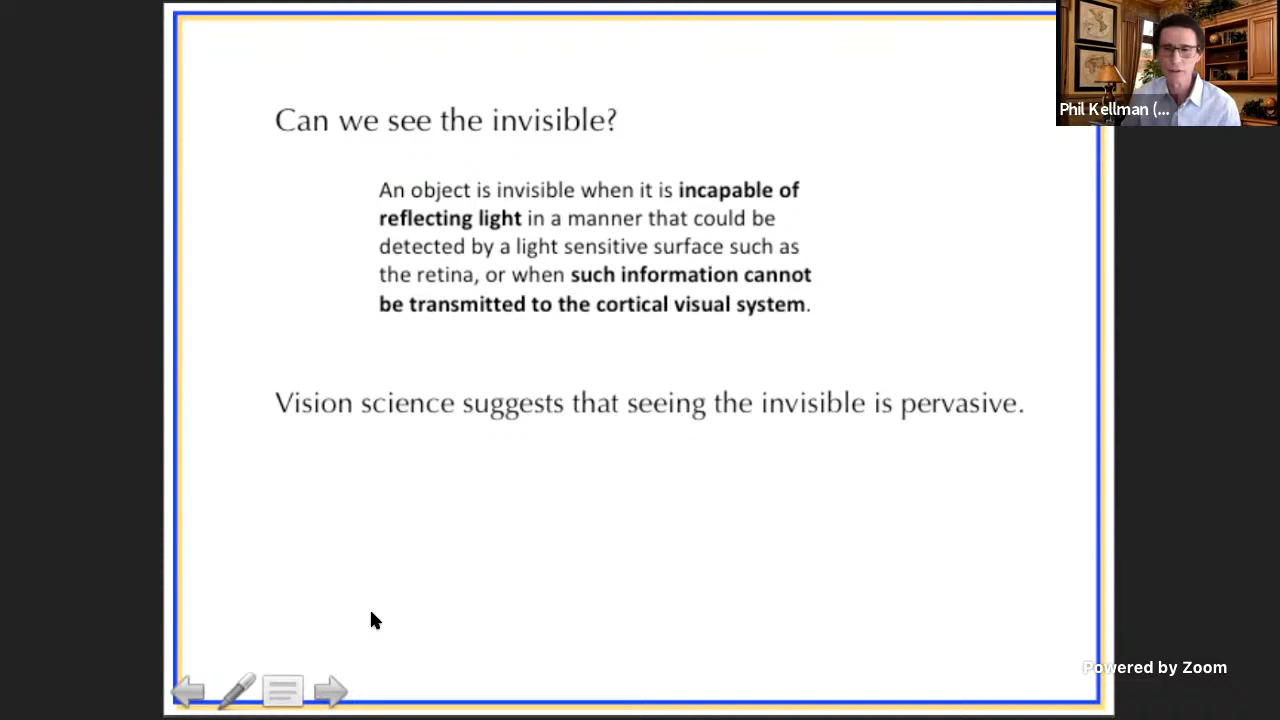 Can we see the invisible?
An object is invisible when it is incapable of
reflecting light in a manner that could be
detected by a light sensitive surface such as
the retina, or when such information cannot
be transmitted to the cortical visual system.
Vision science suggests that seeing the invisible is pervasive.
Phil Kellman (...
Powered by Zoom